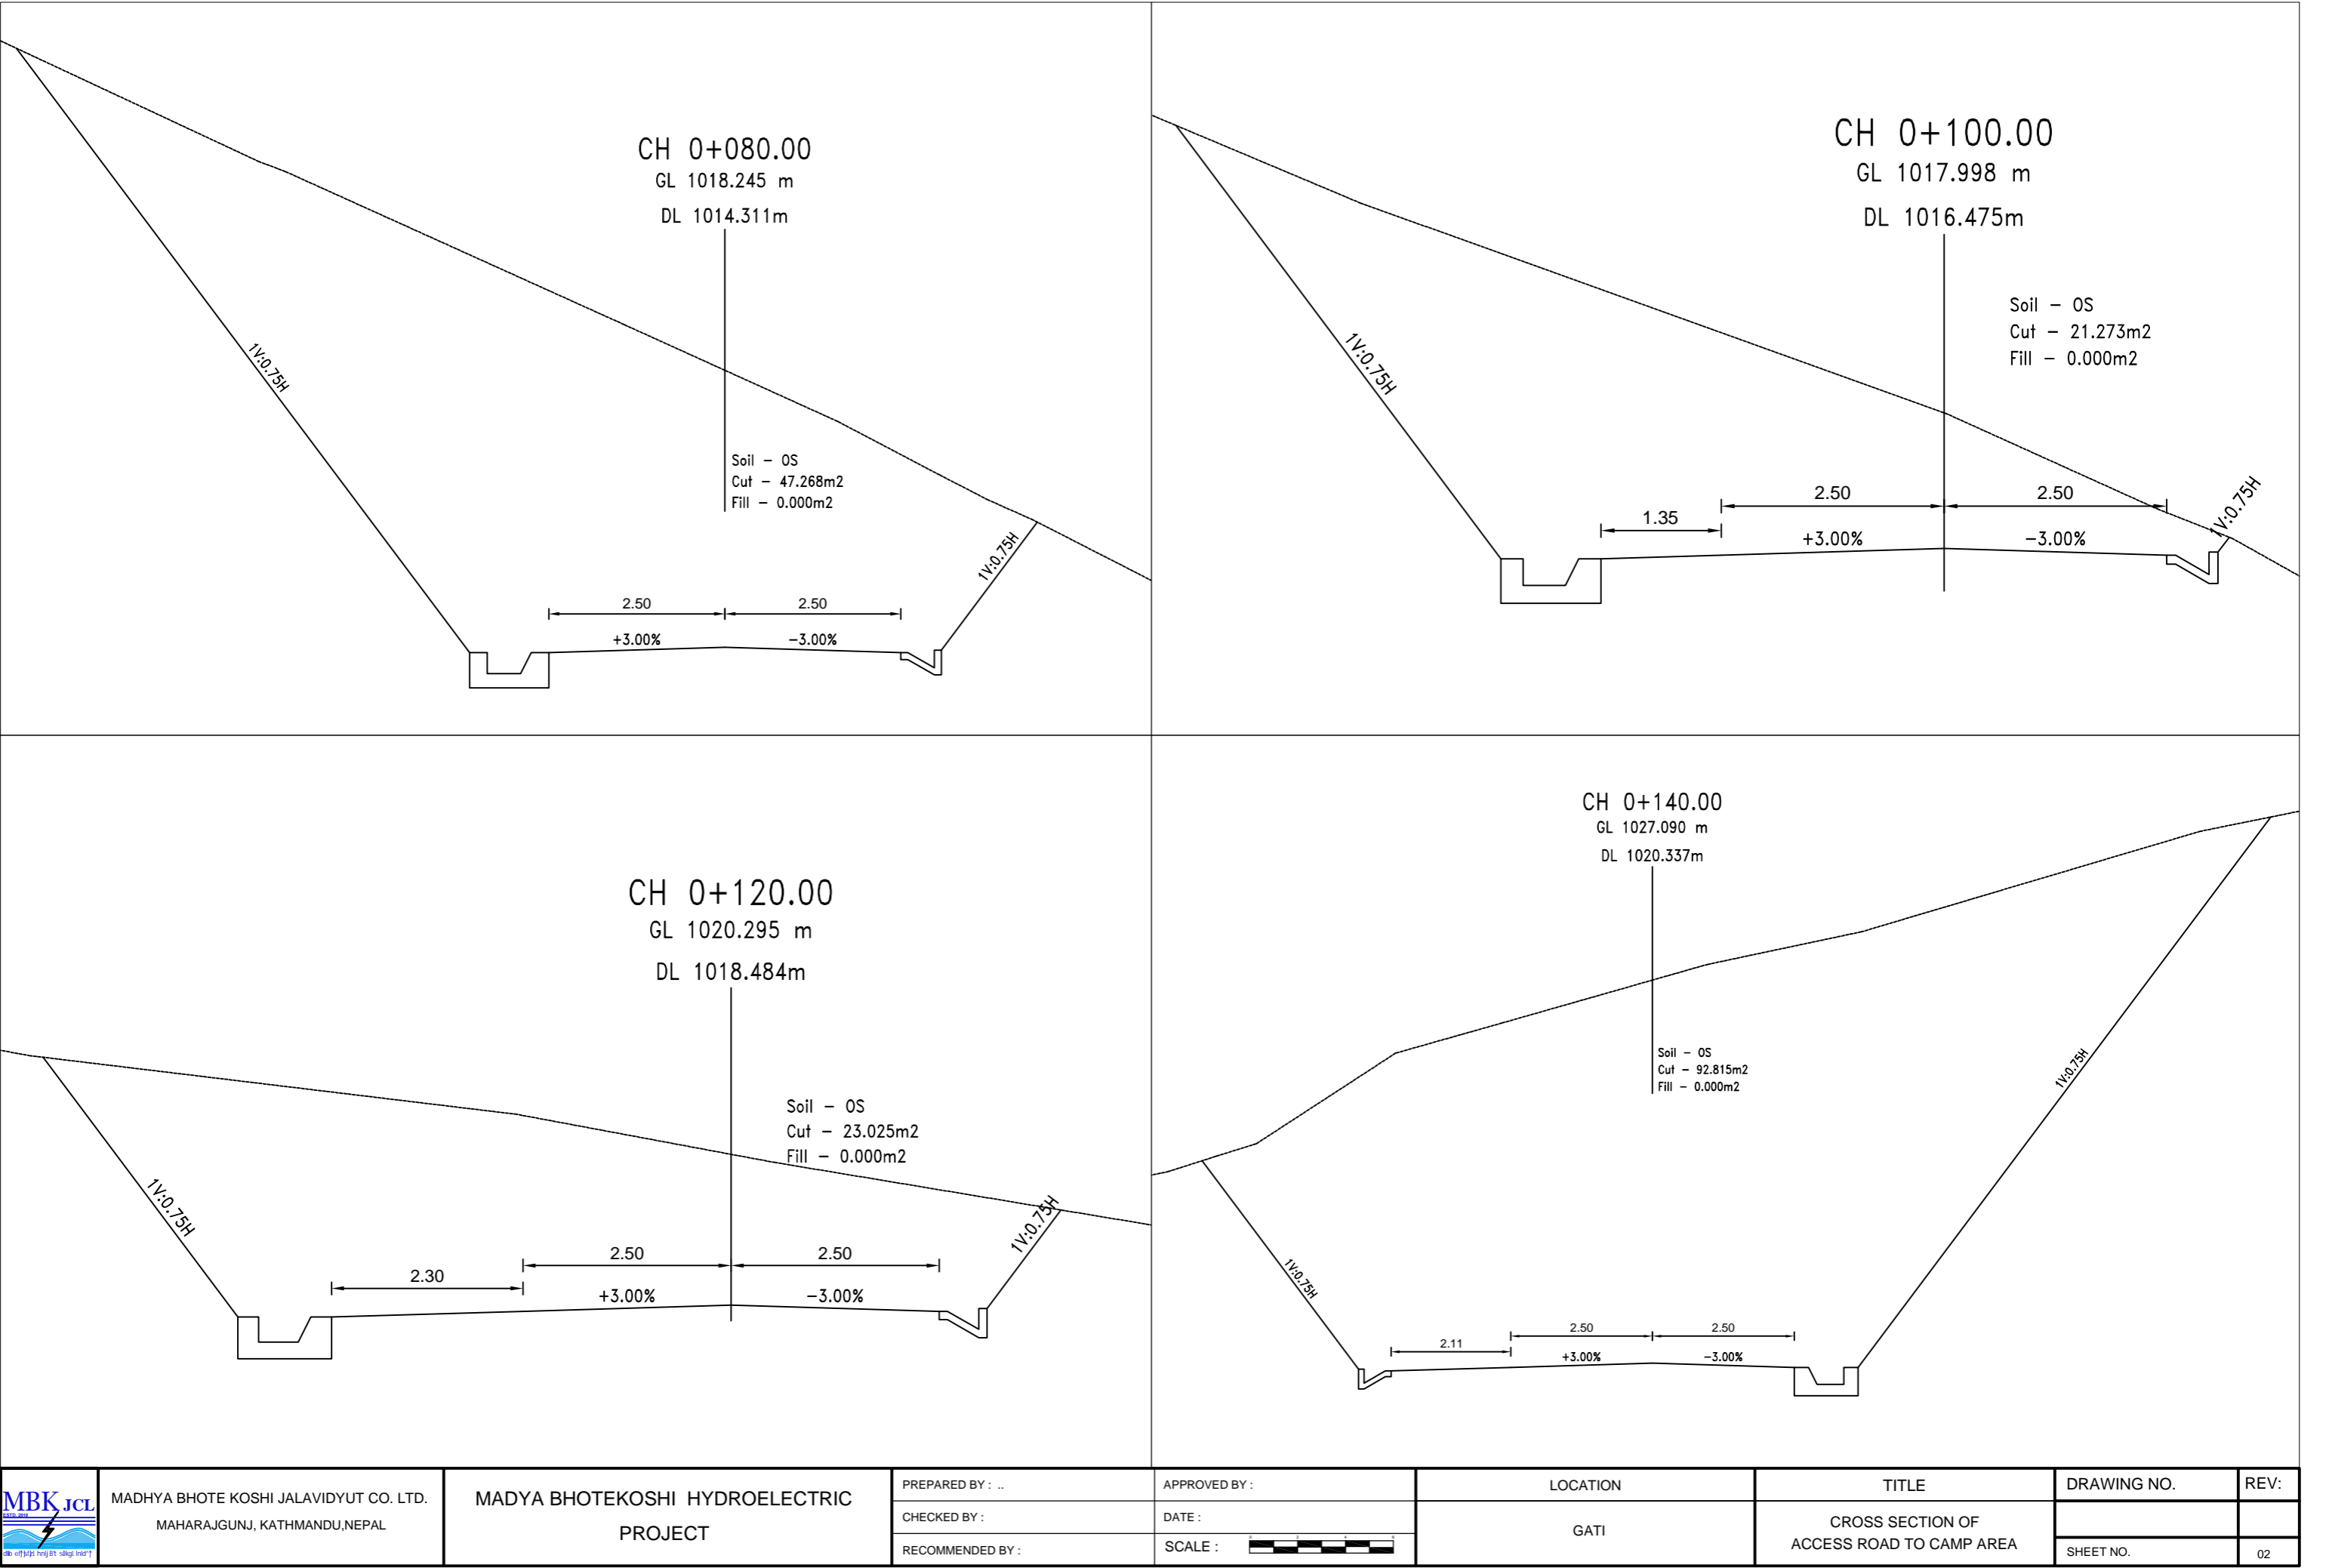 CH 0+080.00
GL 1018.245 m
DL 1014.311m
1V:0.75H
Soil - OS
Cut - 47.268m2
Fill - 0.000m2
1V:0.75H
2.50 2.50
+3.00% -3.00%
CH 0+100.00
GL 1017.998 m
DL 1016.475m
Soil - OS
Cut - 21.273m2
Fill - 0.000m2
1V:0.75H
1V:0.75H
2.50 2.50
1.35
+3.00% -3.00%
CH 0+120.00
GL 1020.295 m
DL 1018.484m
Soil - OS
Cut - 23.025m2
Fill - 0.000m2
1V:0.75H
1V:0.75H
2.50 2.50
2.30
+3.00% -3.00%
CH 0+140.00
GL 1027.090 m
DL 1020.337m
Soil - OS
Cut - 92.815m2
Fill - 0.000m2
1V:0.75H
1V:0.75H
2.50 2.50
2.11
+3.00% -3.00%
MBK JCL
MADHYA BHOTE KOSHI JALAVIDYUT CO. LTD.
MAHARAJGUNJ, KATHMANDU,NEPAL
MADYA BHOTEKOSHI HYDROELECTRIC
PROJECT
PREPARED BY : ..
CHECKED BY :
RECOMMENDED BY :
APPROVED BY :
DATE :
SCALE :
LOCATION
GATI
TITLE
CROSS SECTION OF
ACCESS ROAD TO CAMP AREA
DRAWING NO.
REV:
SHEET NO.
02